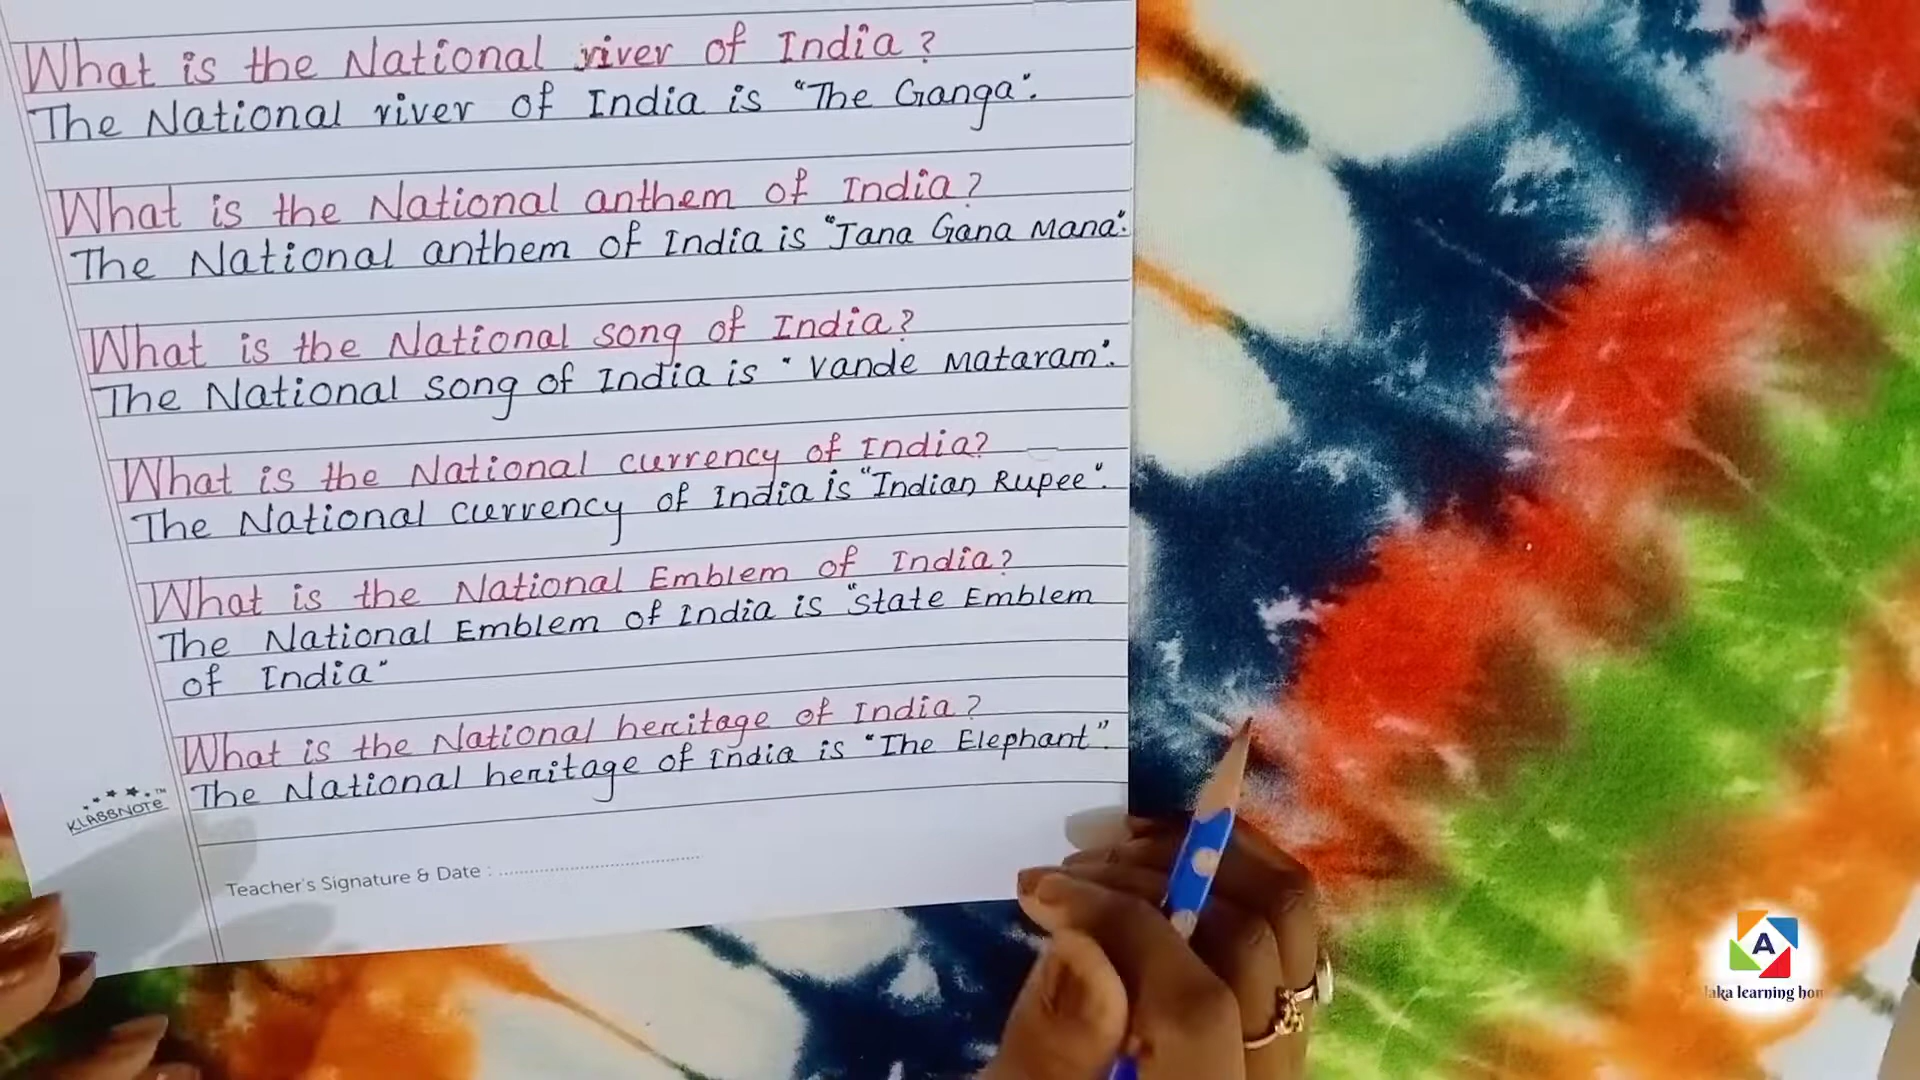 What is the National river of India?
The National river of India is "The Ganga".
What is the National anthem of India?
The National anthem of India is "Jana Gana Mana".
What is the National song of India?
The National song of India is "Vande Mataram".
What is the National currency of India?
The National currency of India is "Indian Rupee".
What is the National Emblem of India?
The National Emblem of India is "State Emblem
of India"
What is the National heritage of India?
The National heritage of India is "The Elephant".
KLASSNOTE™
Teacher's Signature & Date : ........................................
A
aka learning hom